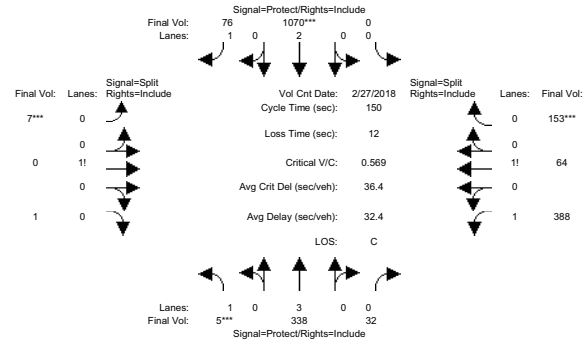 Signal=Protect/Rights=Include
Final Vol: 76 1070*** 0
Lanes: 1 0 2 0 0
Signal=Split
Final Vol: Lanes: Rights=Include
Vol Cnt Date: 2/27/2018
Signal=Split
Rights=Include Lanes: Final Vol:
Cycle Time (sec): 150
7*** 0
0 153***
Loss Time (sec): 12
0
0
0 1!
Critical V/C: 0.569
1! 64
0
Avg Crit Del (sec/veh): 36.4
0
1 0
Avg Delay (sec/veh): 32.4
1 388
LOS: C
Lanes: 1 0 3 0 0
Final Vol: 5*** 338 32
Signal=Protect/Rights=Include